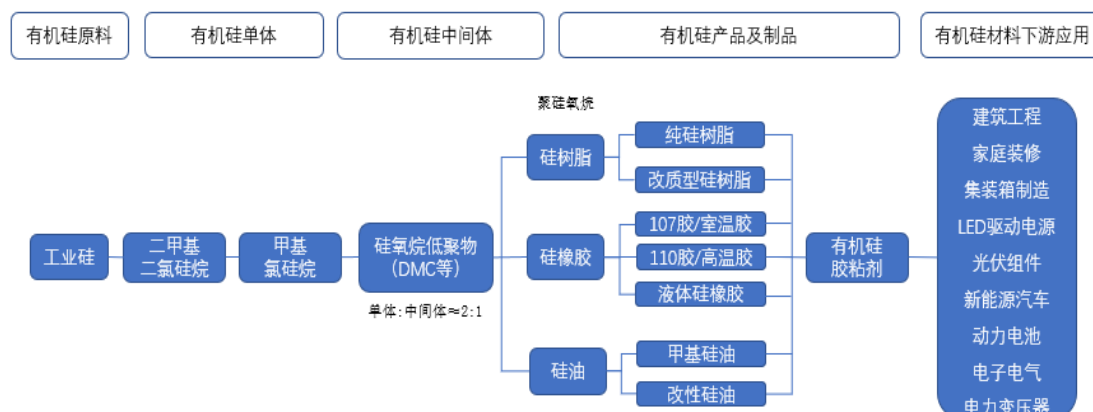 有机硅原料
有机硅单体
有机硅中间体
有机硅产品及制品
有机硅材料下游应用
聚硅氧烷
工业硅
二甲基
二氯硅烷
甲基
氯硅烷
硅氧烷低聚物
(DMC等)
单体:中间体≈2:1
硅树脂
纯硅树脂
改质型硅树脂
硅橡胶
107胶/室温胶
110胶/高温胶
液体硅橡胶
硅油
甲基硅油
改性硅油
有机硅
胶粘剂
建筑工程
家庭装修
集装箱制造
LED驱动电源
光伏组件
新能源汽车
动力电池
电子电气
电力变压器